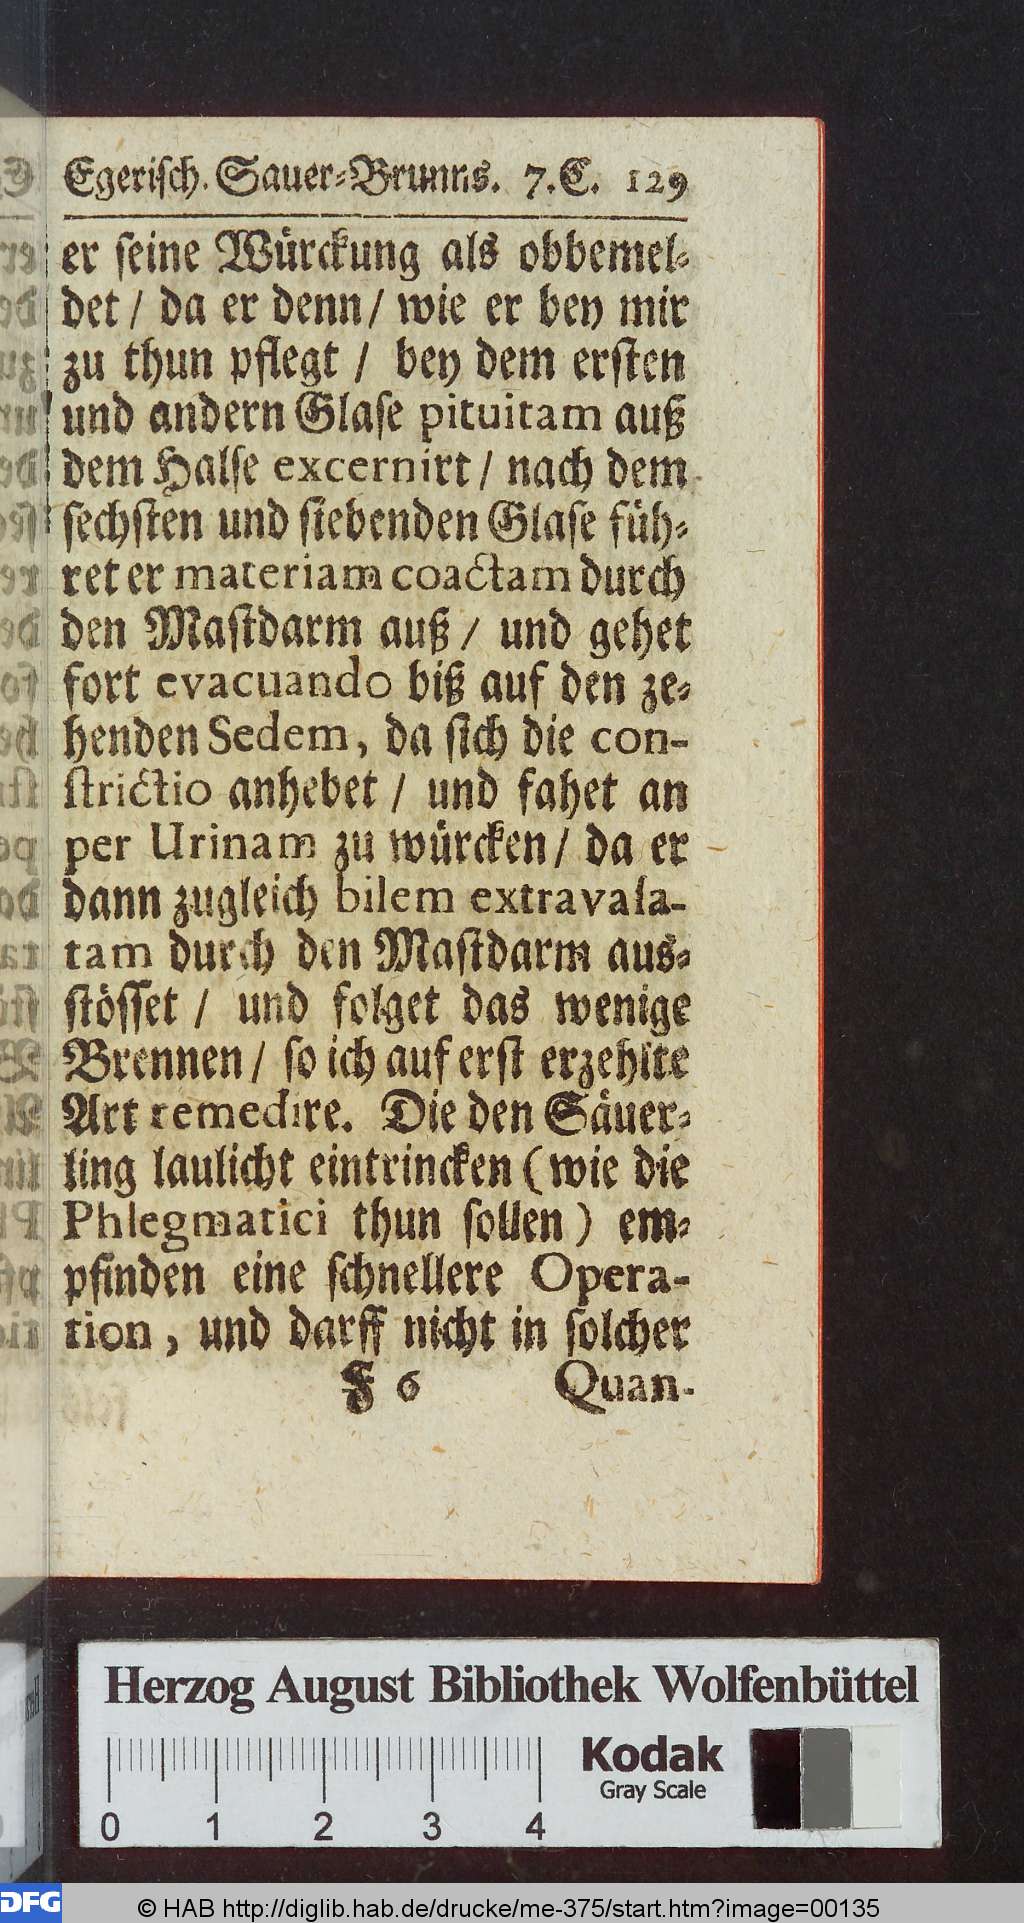 Egerisch. Sauer-Brunns. 7. C. 129
er seine Würckung als obbemel-
det / da er denn / wie er bey mir
zu thun pflegt / bey dem ersten
und andern Glase pituitam auß
dem Halse excernirt / nach dem
sechsten und siebenden Glase füh-
ret er materiam coactam durch
den Mastdarm auß / und gehet
fort evacuando biß auf den ze-
henden Sedem, da sich die con-
strictio anhebet / und fahet an
per Urinam zu würcken / da er
dann zugleich bilem extravasa-
tam durch den Mastdarm aus-
stösset / und folget das wenige
Brennen / so ich auf erst erzehlte
Art remedire. Die den Säuer-
ling laulicht eintrincken (wie die
Phlegmatici thun sollen) em-
pfinden eine schnellere Opera-
tion, und darff nicht in solcher
F 6 Quan-
Herzog August Bibliothek Wolfenbüttel
Kodak
Gray Scale
0 1 2 3 4
DFG © HAB http://diglib.hab.de/drucke/me-375/start.htm?image=00135